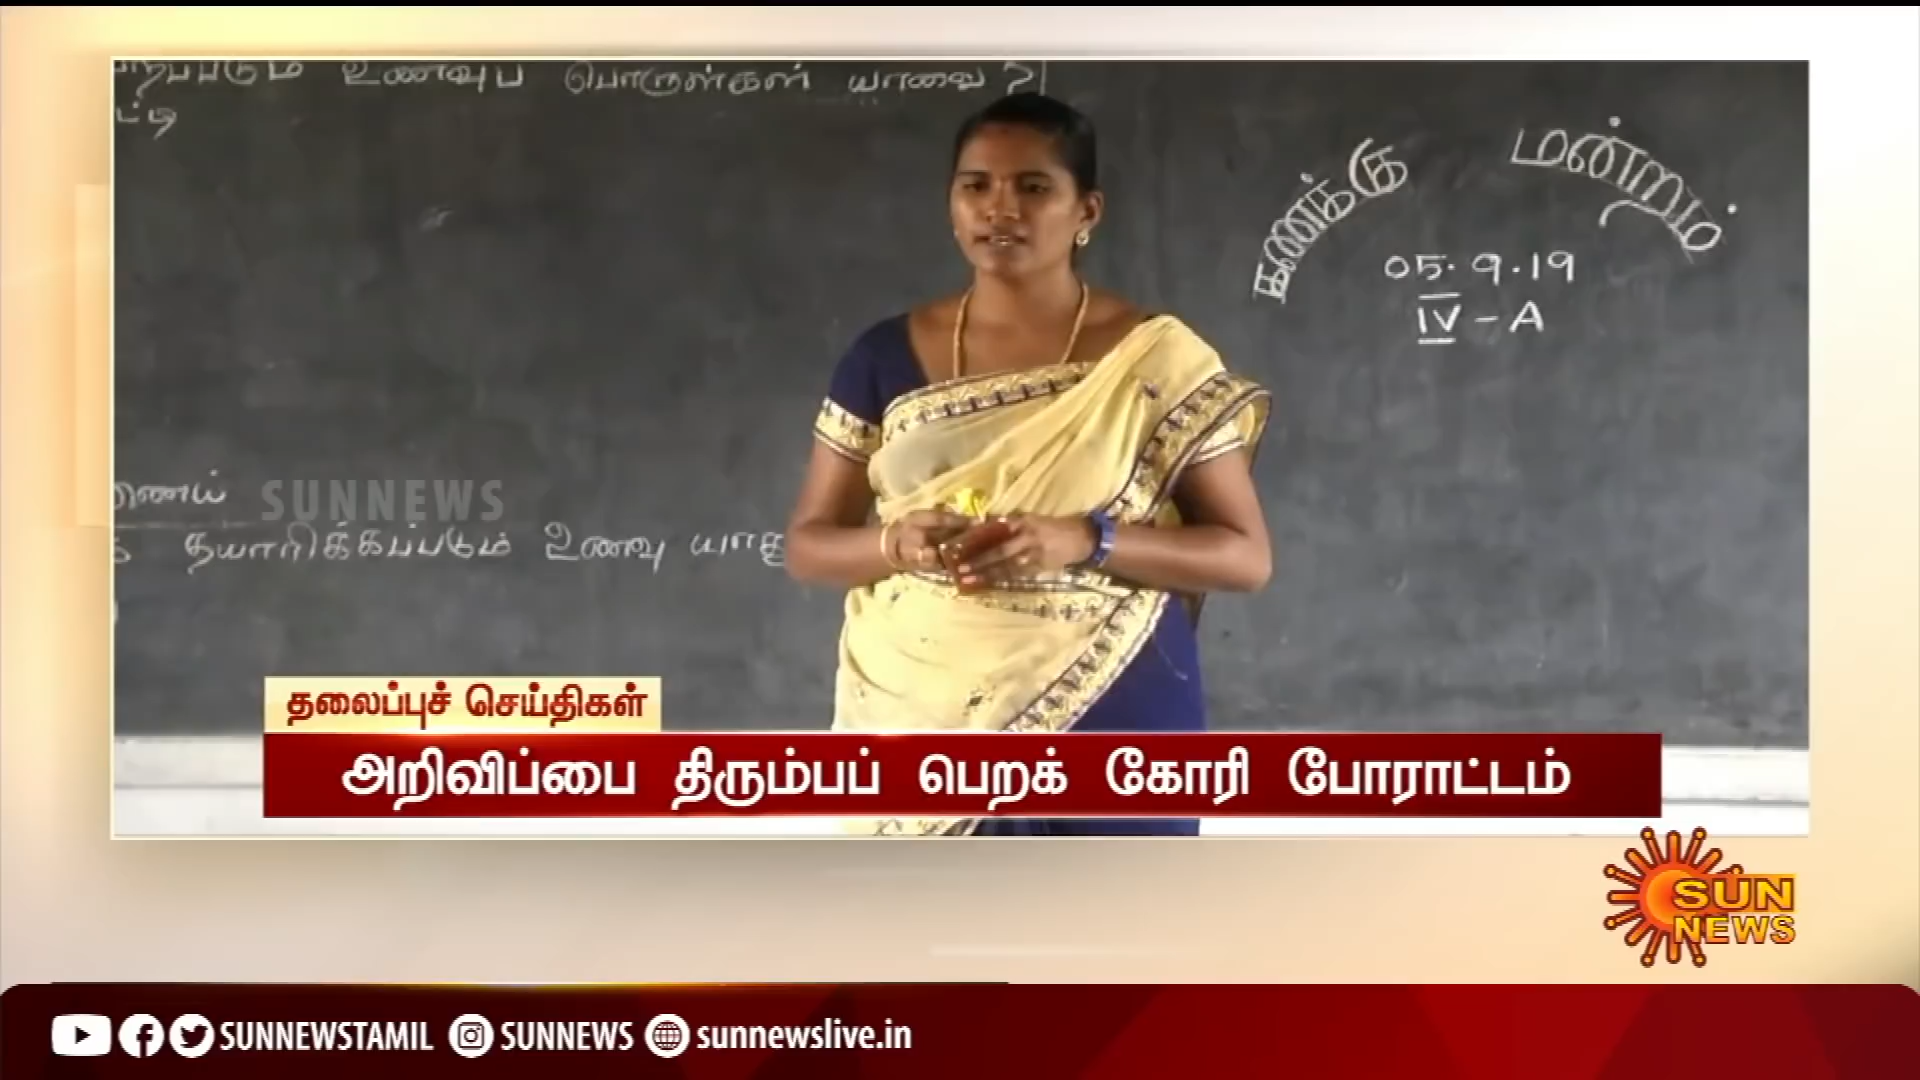 உணவுப் பொருள்கள் யாவை?
ட்டி
கணக்கு மன்றம்
05.9.19
IV - A
SUNNEWS
தயாரிக்கப்படும் உணவு யாது
தலைப்புச் செய்திகள்
அறிவிப்பை திரும்பப் பெறக் கோரி போராட்டம்
SUN
NEWS
SUNNEWSTAMIL SUNNEWS sunnewslive.in